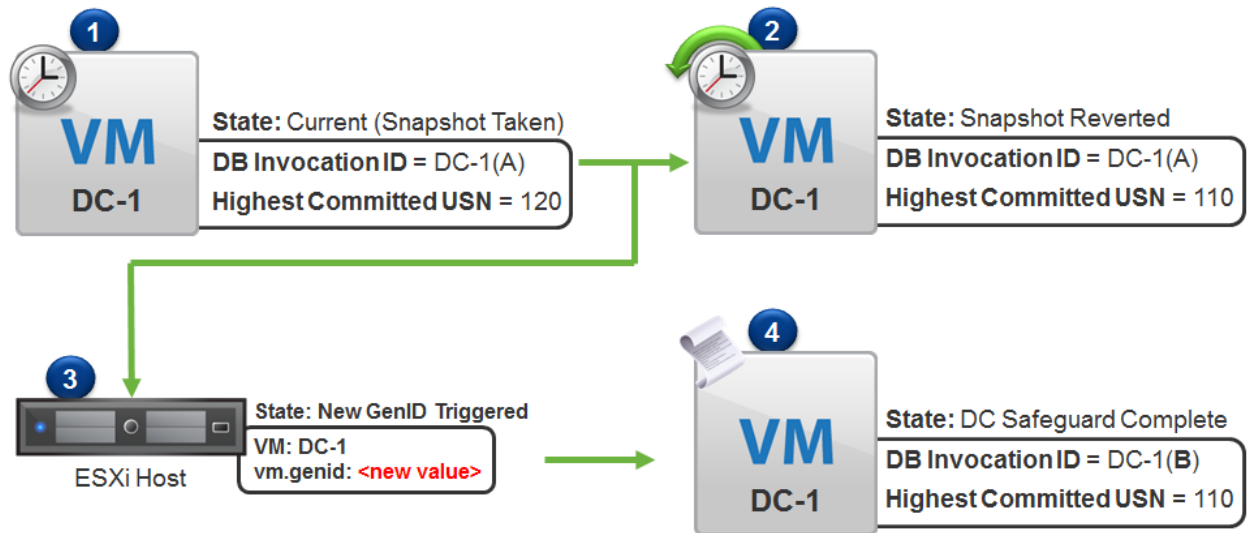 1
VM
DC-1
State: Current (Snapshot Taken)
DB Invocation ID = DC-1(A)
Highest Committed USN = 120
2
VM
DC-1
State: Snapshot Reverted
DB Invocation ID = DC-1(A)
Highest Committed USN = 110
3
ESXi Host
State: New GenID Triggered
VM: DC-1
vm.genid: <new value>
4
VM
DC-1
State: DC Safeguard Complete
DB Invocation ID = DC-1(B)
Highest Committed USN = 110